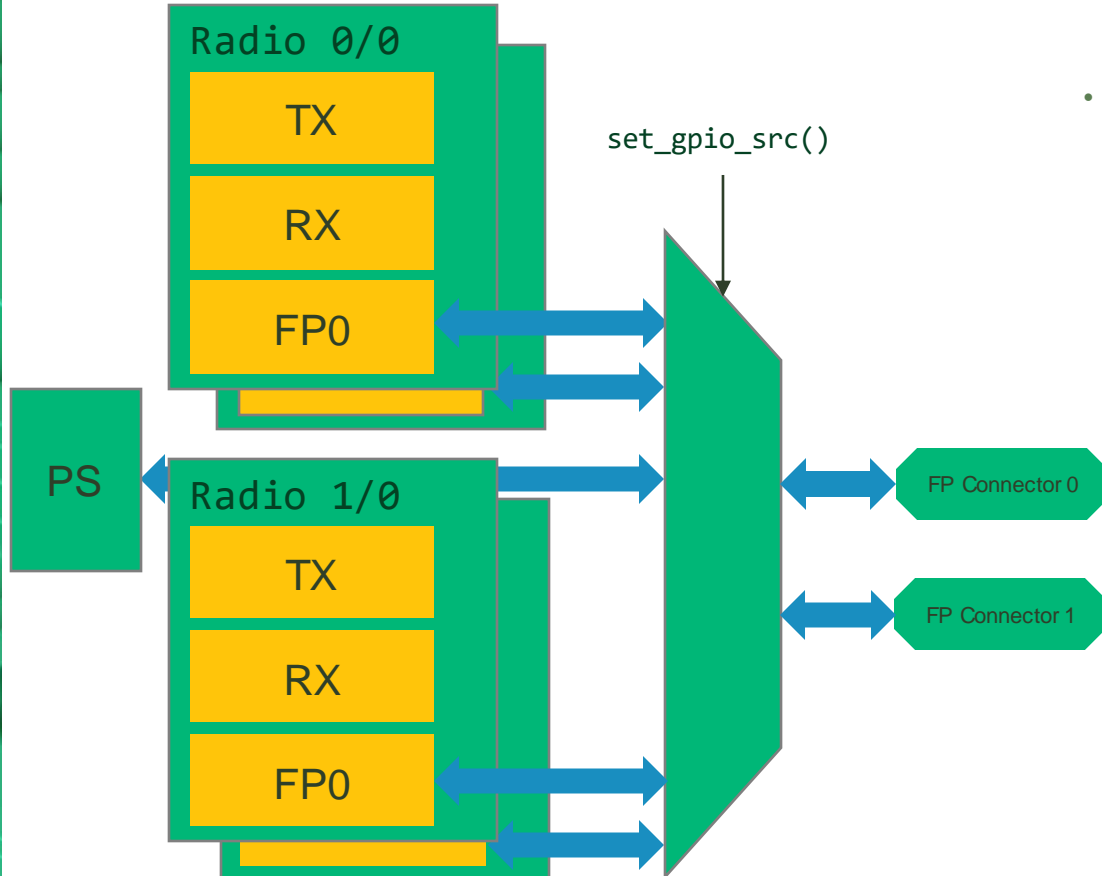 Radio 0/0
TX
RX
FP0
set_gpio_src()
PS
Radio 1/0
TX
RX
FP0
FP Connector 0
FP Connector 1